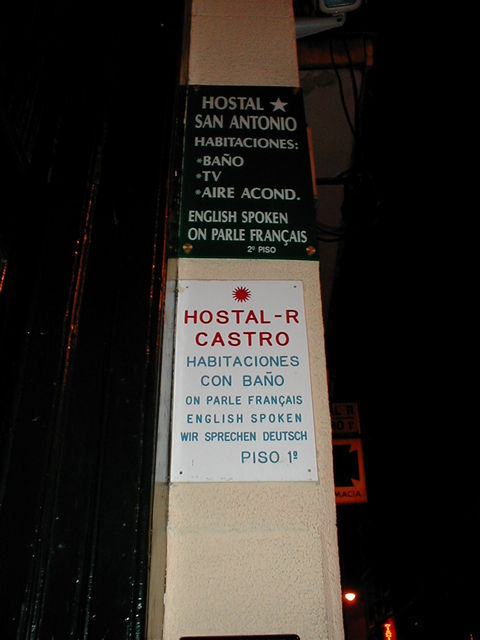 HOSTAL ★
SAN ANTONIO
HABITACIONES:
*BAÑO
*TV
*AIRE ACOND.
ENGLISH SPOKEN
ON PARLE FRANÇAIS
2º PISO
HOSTAL-R
CASTRO
HABITACIONES
CON BAÑO
ON PARLE FRANÇAIS
ENGLISH SPOKEN
WIR SPRECHEN DEUTSCH
PISO 1º
MACIA